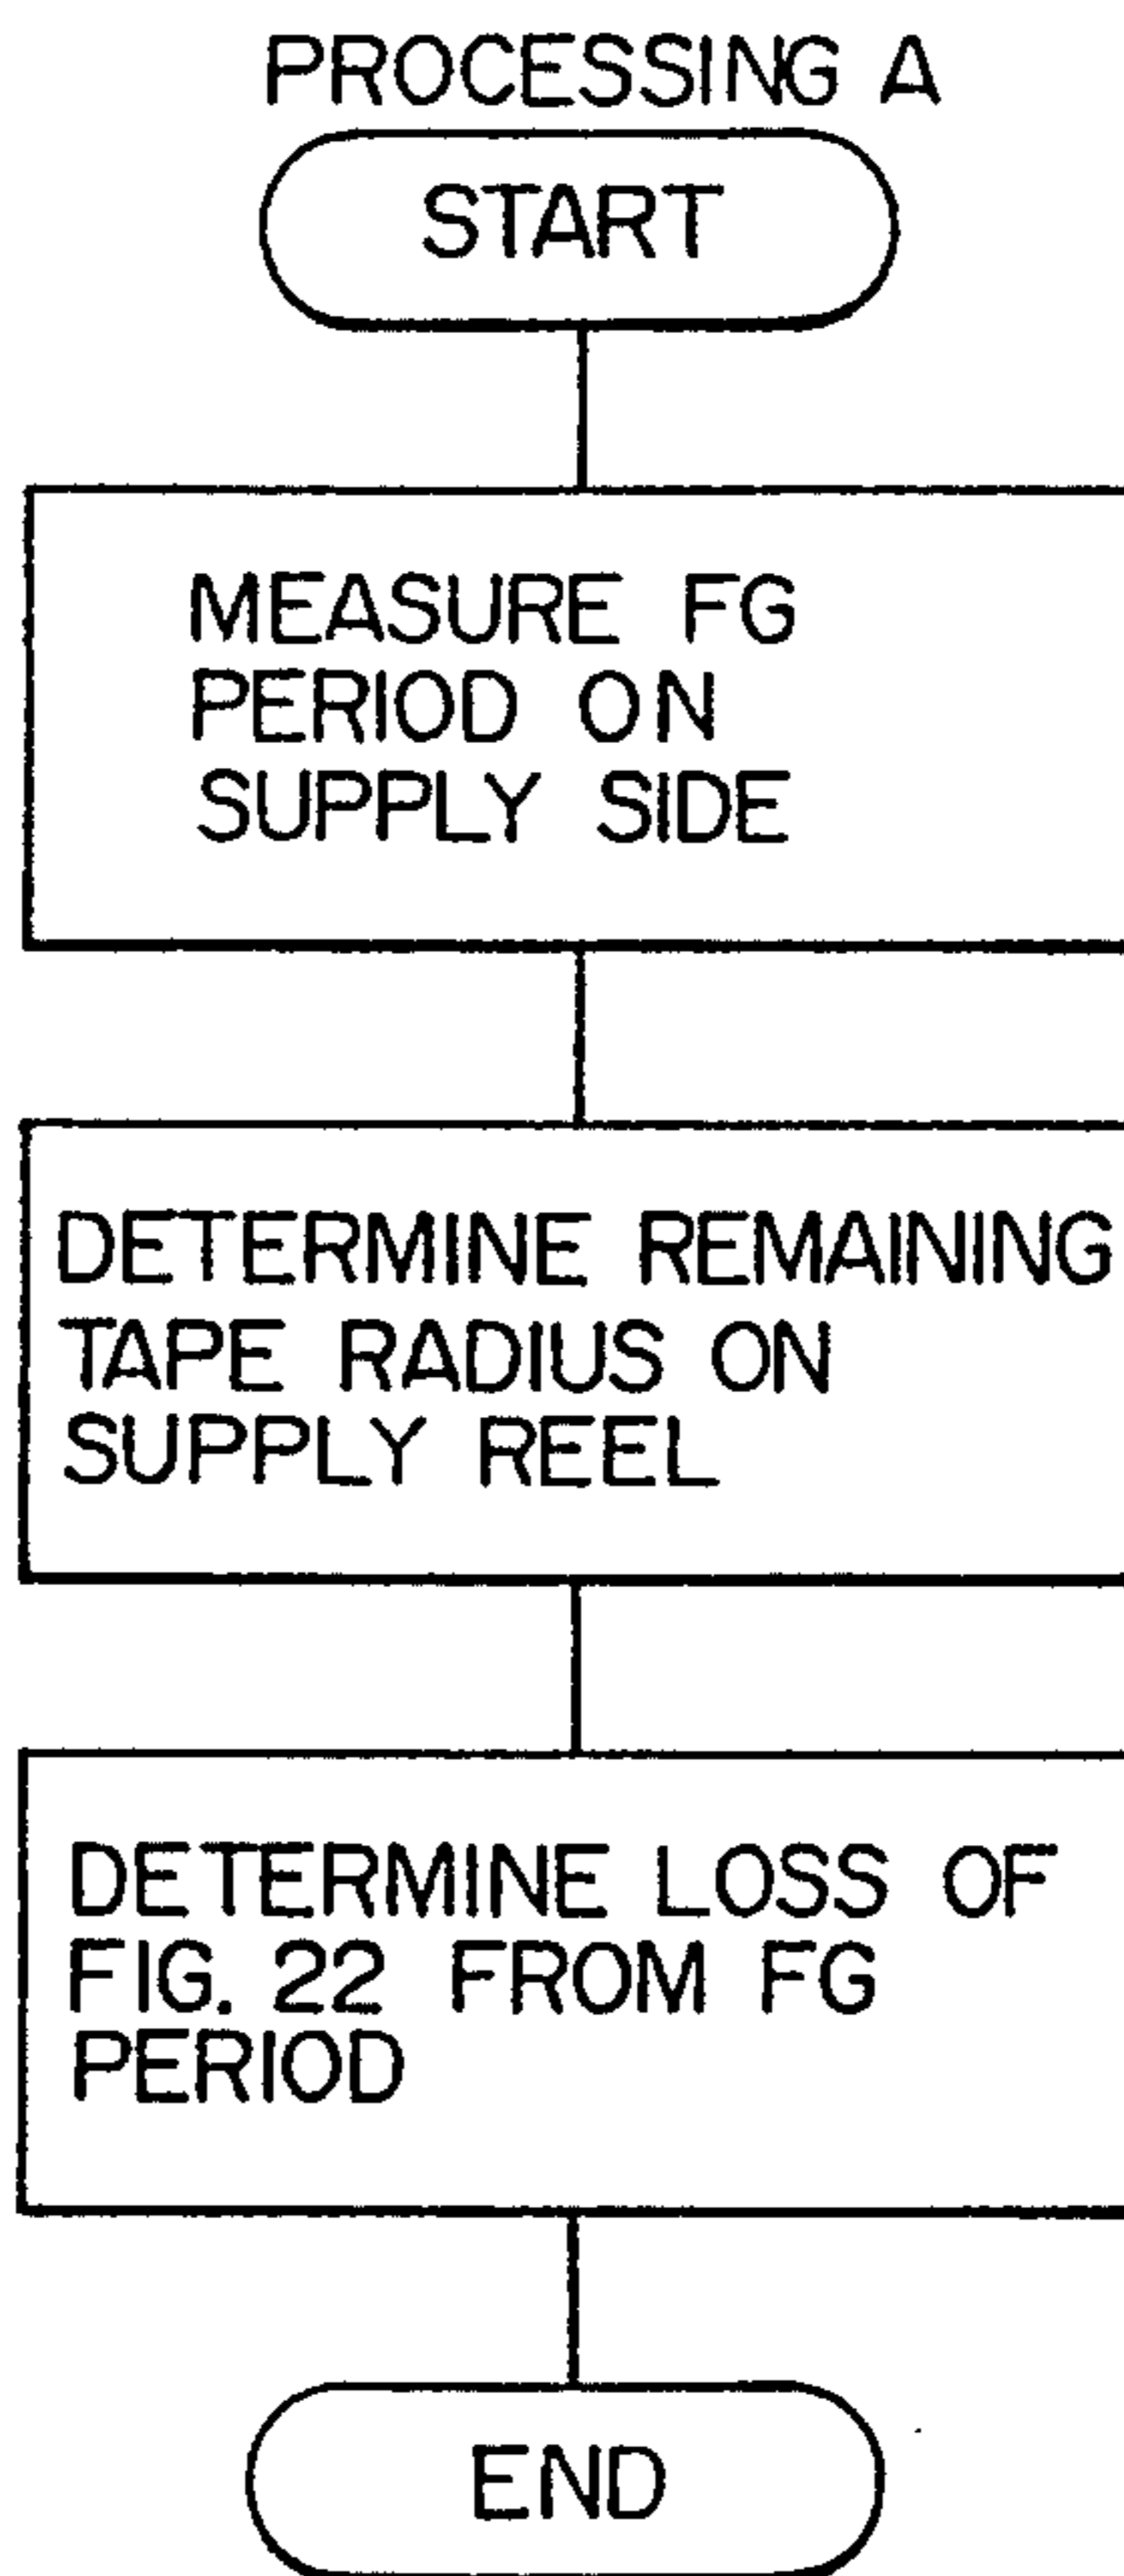 PROCESSING A
START
MEASURE FG
PERIOD ON
SUPPLY SIDE
DETERMINE REMAINING
TAPE RADIUS ON
SUPPLY REEL
DETERMINE LOSS OF
FIG. 22 FROM FG
PERIOD
END